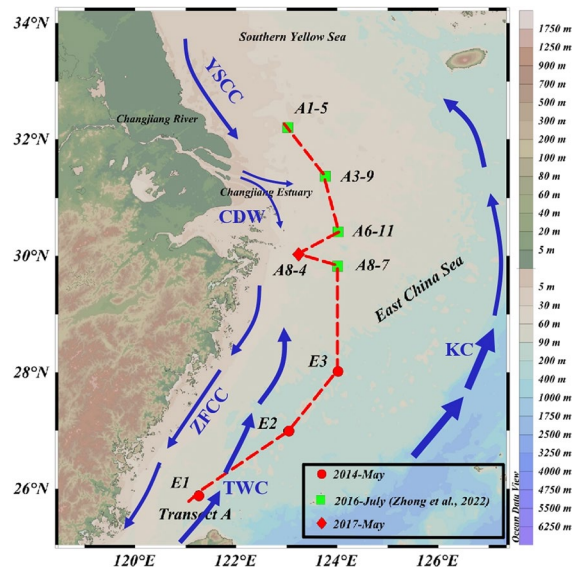 34°N
32°N
30°N
28°N
26°N
120°E
122°E
124°E
126°E
Southern Yellow Sea
YSCC
A1-5
Changjiang River
A3-9
Changjiang Estuary
CDW
A6-11
A8-4
A8-7
East China Sea
KC
E3
ZFCC
E2
E1
TWC
Transect A
2014-May
2016-July (Zhong et al., 2022)
2017-May
1750 m
1250 m
900 m
700 m
500 m
300 m
200 m
100 m
80 m
60 m
40 m
20 m
5 m
5 m
30 m
60 m
90 m
200 m
400 m
1000 m
1750 m
2500 m
3250 m
4000 m
4750 m
5500 m
6250 m
Ocean Data View